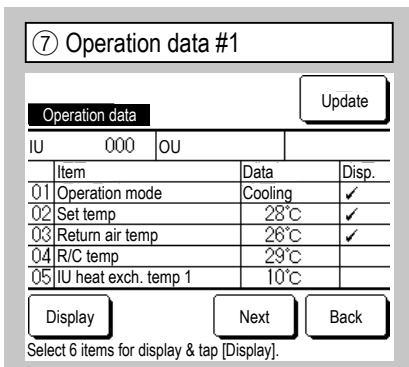 ⑦ Operation data #1
Update
Operation data
IU 000 OU
Item Data Disp.
01 Operation mode Cooling ✓
02 Set temp 28°C ✓
03 Return air temp 26°C ✓
04 R/C temp 29°C
05 IU heat exch. temp 1 10°C
Display Next Back
Select 6 items for display & tap [Display].